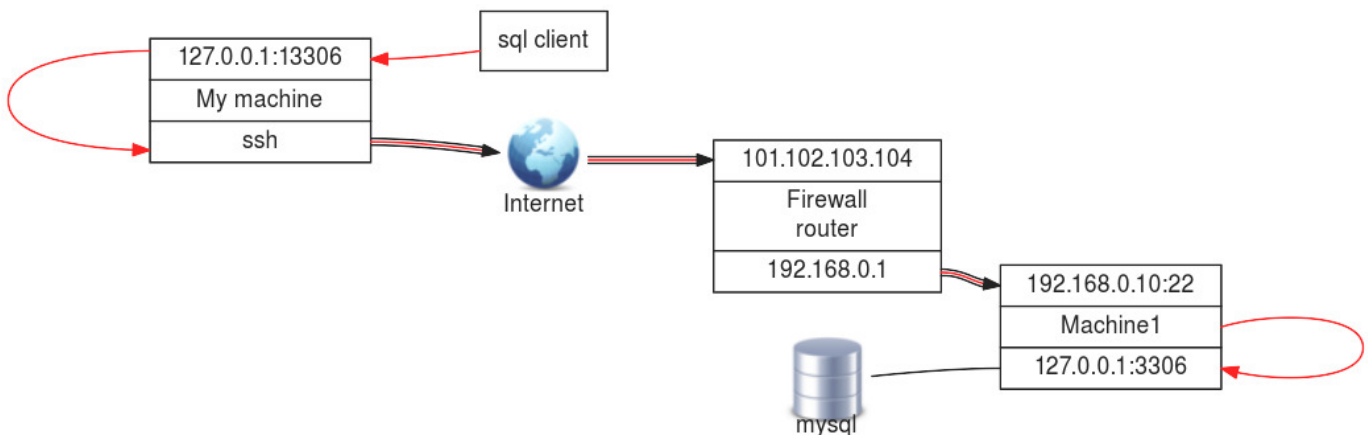 127.0.0.1:13306
My machine
ssh
sql client
Internet
101.102.103.104
Firewall
router
192.168.0.1
192.168.0.10:22
Machine1
127.0.0.1:3306
mysql